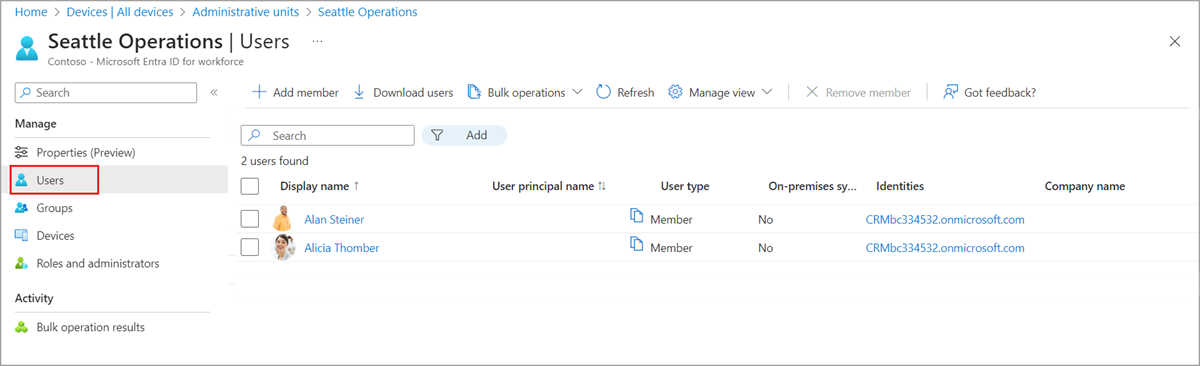 Home > Devices | All devices > Administrative units > Seattle Operations
Seattle Operations | Users ...
Contoso - Microsoft Entra ID for workforce
Search «
Add member Download users Bulk operations Refresh Manage view Remove member Got feedback?
Manage
Properties (Preview)
Users
Groups
Devices
Roles and administrators
Activity
Bulk operation results
Search Add
2 users found
Display name ↑ User principal name ↑↓ User type On-premises sy... Identities Company name
Alan Steiner Member No CRMbc334532.onmicrosoft.com
Alicia Thomber Member No CRMbc334532.onmicrosoft.com